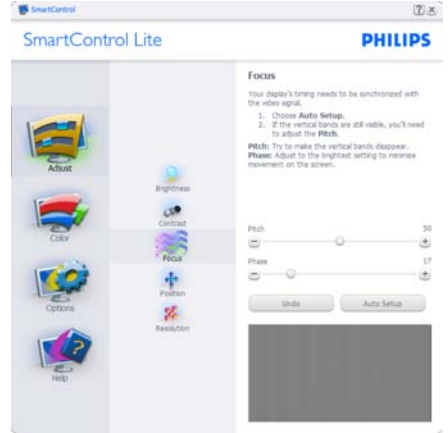 SmartControl
SmartControl Lite
PHILIPS
Adjust
Color
Options
Help
Brightness
Contrast
Focus
Position
Resolution
Focus
Your display's timing needs to be synchronized with
the video signal.
1. Choose Auto Setup.
2. If the vertical bands are still visible, you'll need
to adjust the Pitch.
Pitch: Try to make the vertical bands disappear.
Phase: Adjust to the brightest setting to minimize
movement on the screen.
Pitch 50
Phase 17
Undo Auto Setup